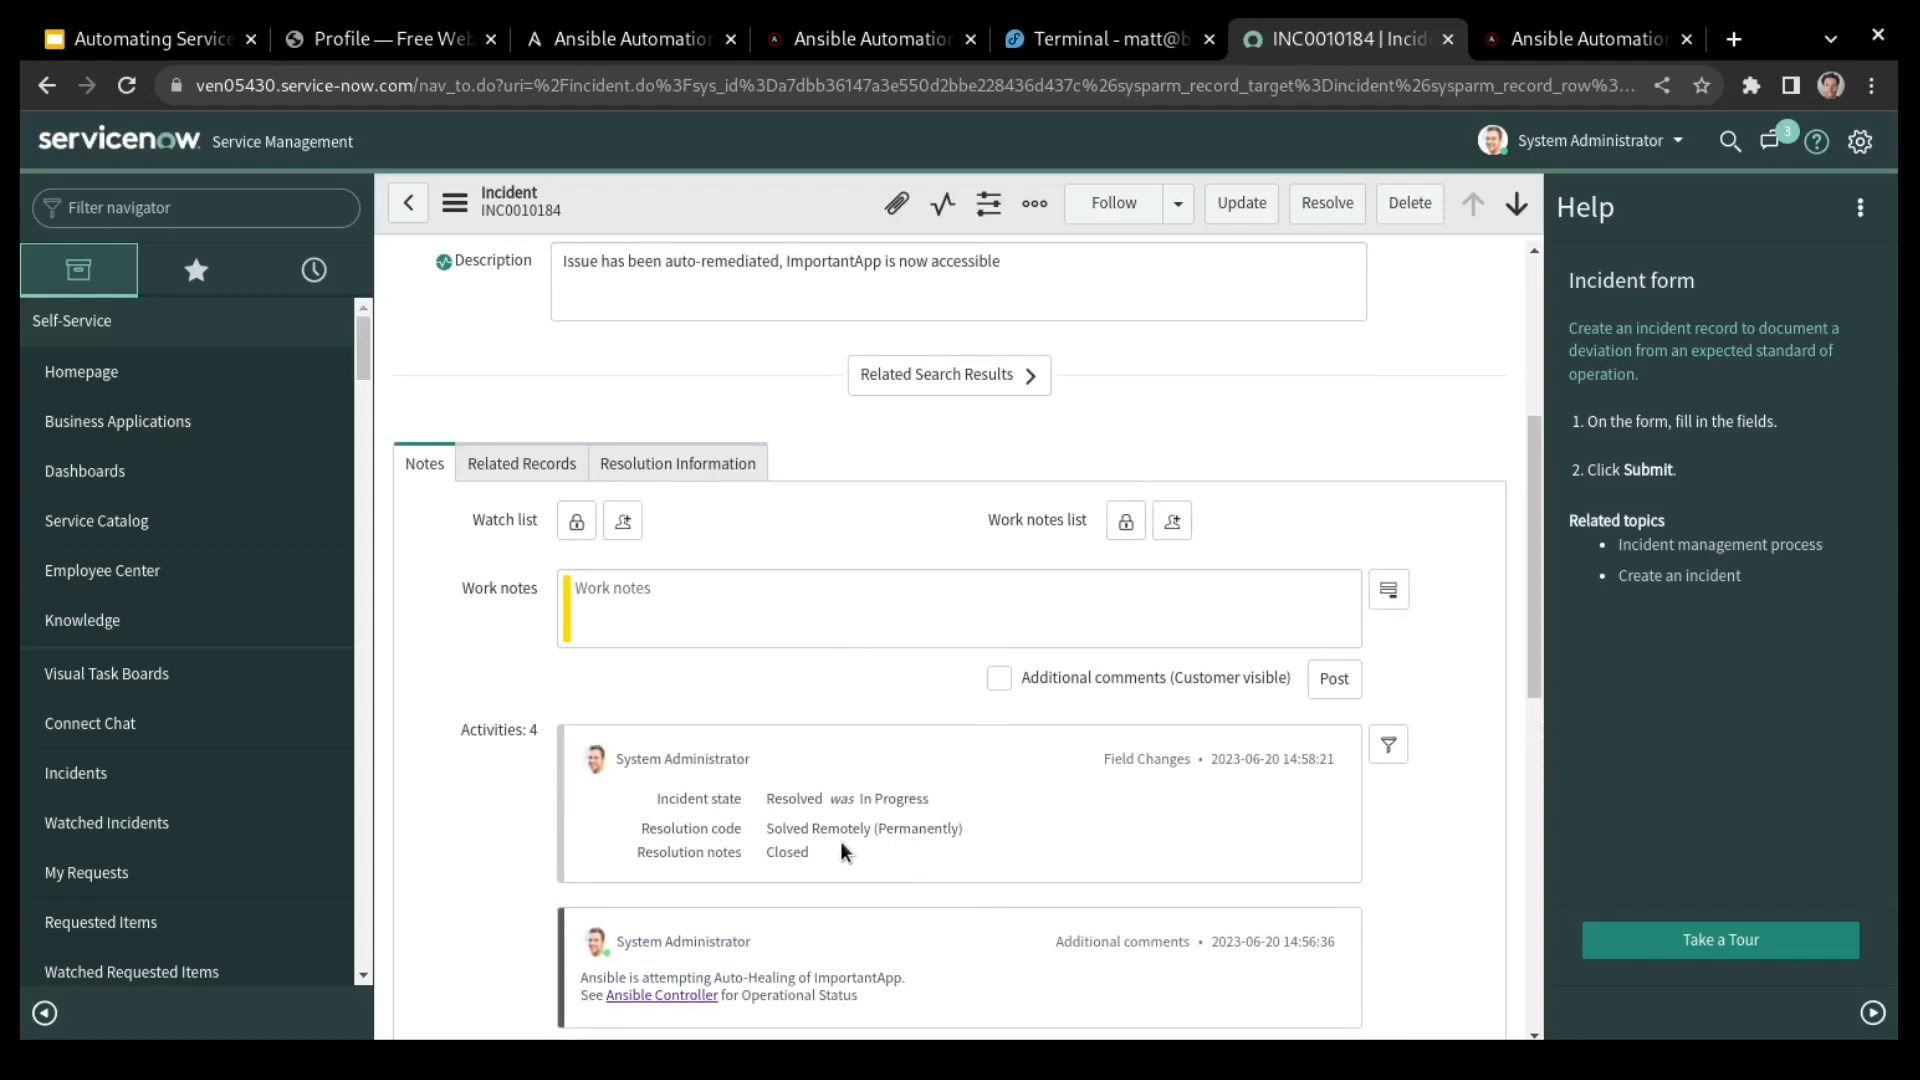 Automating Service
Profile — Free Web
Ansible Automation
Ansible Automation
Terminal - matt@b
INC0010184 | Incid
Ansible Automation
ven05430.service-now.com/nav_to.do?uri=%2Fincident.do%3Fsys_id%3Da7dbb36147a3e550d2bbe228436d437c%26sysparm_record_target%3Dincident%26sysparm_record_row%3...
servicenow Service Management
System Administrator
3
Filter navigator
Self-Service
Homepage
Business Applications
Dashboards
Service Catalog
Employee Center
Knowledge
Visual Task Boards
Connect Chat
Incidents
Watched Incidents
My Requests
Requested Items
Watched Requested Items
Incident
INC0010184
Follow
Update
Resolve
Delete
Description
Issue has been auto-remediated, ImportantApp is now accessible
Related Search Results
Notes
Related Records
Resolution Information
Watch list
Work notes list
Work notes
Work notes
Additional comments (Customer visible)
Post
Activities: 4
System Administrator
Field Changes • 2023-06-20 14:58:21
Incident state Resolved was In Progress
Resolution code Solved Remotely (Permanently)
Resolution notes Closed
System Administrator
Additional comments • 2023-06-20 14:56:36
Ansible is attempting Auto-Healing of ImportantApp.
See Ansible Controller for Operational Status
Help
Incident form
Create an incident record to document a
deviation from an expected standard of
operation.
1. On the form, fill in the fields.
2. Click Submit.
Related topics
• Incident management process
• Create an incident
Take a Tour